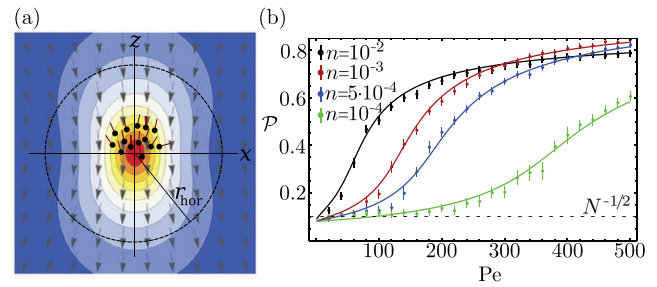 (a)
z
x
r_hor
(b)
n=10^-2
n=10^-3
n=5·10^-4
n=10^-4
0.8
0.6
0.4
0.2
𝒫
N^-1/2
100 200 300 400 500
Pe